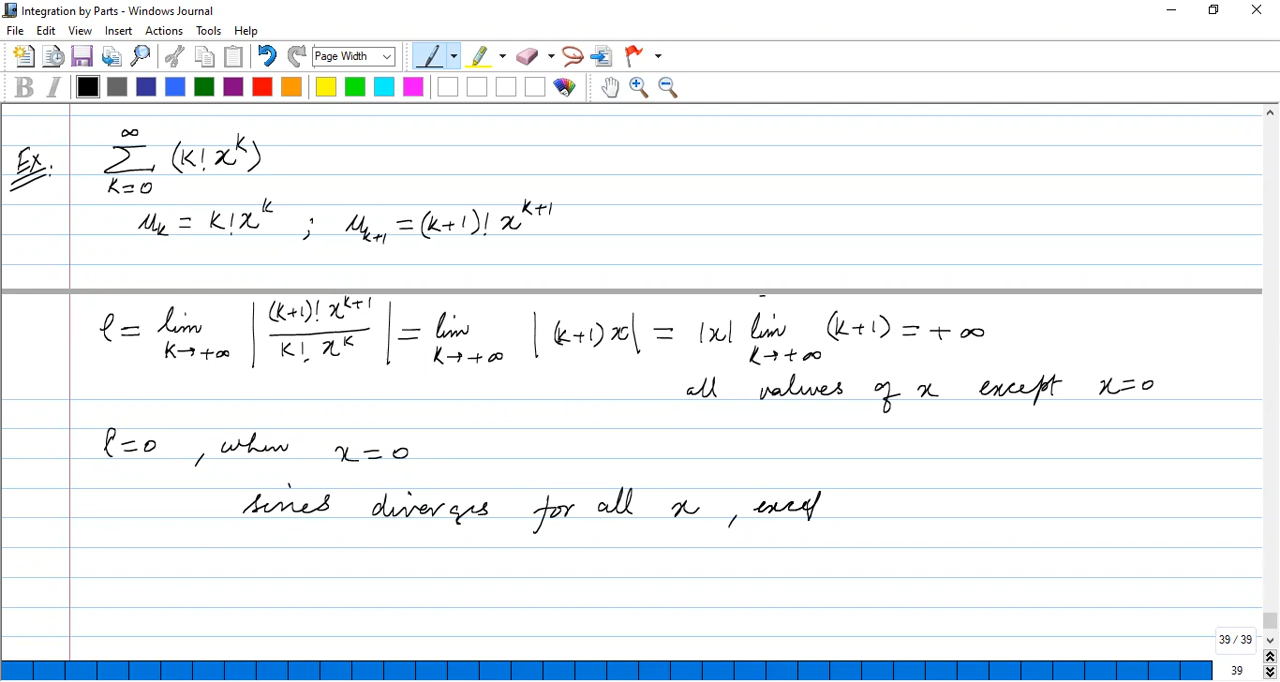 Integration by Parts - Windows Journal
File Edit View Insert Actions Tools Help
Page Width
B I
Ex: ∞
∑ (k! x^k)
k=0
u_k = k! x^k ; u_{k+1} = (k+1)! x^{k+1}
l = lim_{k→+∞} | (k+1)! x^{k+1} / k! x^k | = lim_{k→+∞} | (k+1) x | = |x| lim_{k→+∞} (k+1) = +∞
all values of x except x=0
l=0 , when x=0
series diverges for all x , excep
39 / 39
39